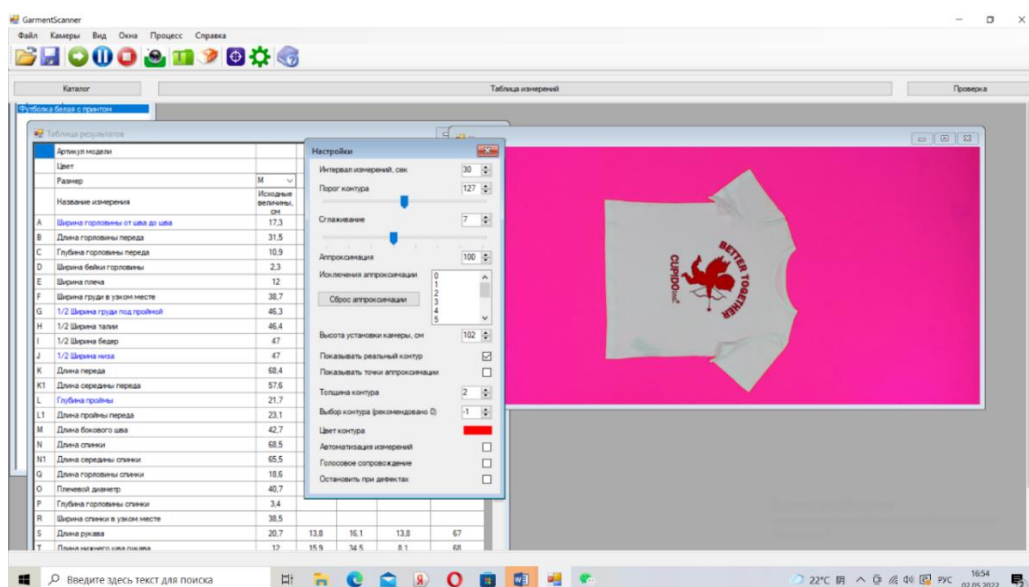 GarmentScanner
Файл Камеры Вид Окна Процесс Справка
Каталог Таблица измерений Проверка
Футболка белая с принтом
Таблица результатов
Артикул модели
Цвет
Размер M
Название измерения Исходные величины, см
A Ширина горловины от шва до шва 17,3
B Длина горловины переда 31,5
C Глубина горловины переда 10,9
D Ширина бейки горловины 2,3
E Ширина плеча 12
F Ширина груди в узком месте 38,7
G 1/2 Ширина груди под проймой 46,3
H 1/2 Ширина талии 46,4
I 1/2 Ширина бедер 47
J 1/2 Ширина низа 47
K Длина переда 68,4
K1 Длина середины переда 57,6
L Глубина проймы 21,7
L1 Длина проймы переда 23,1
M Длина бокового шва 42,7
N Длина спинки 68,5
N1 Длина середины спинки 65,5
Q Длина горловины спинки 18,6
O Плечевой диаметр 40,7
P Глубина горловины спинки 3,4
R Ширина спинки в узком месте 38,5
S Длина рукава 20,7 13,8 16,1 13,8 67
T Длина нижнего шва рукава 12 15,9 34,5 8,1 68
Настройки
Интервал измерений, сек 30
Порог контура 127
Сглаживание 7
Аппроксимация 100
Исключения аппроксимации 0
1
2
3
4
5
Сброс аппроксимации
Высота установки камеры, см 102
Показывать реальный контур
Показывать точки аппроксимации
Толщина контура 2
Выбор контура (рекомендовано 0) -1
Цвет контура
Автоматизация измерений
Голосовое сопровождение
Остановить при дефектах
BETTER TOGETHER
CUPIDO
Введите здесь текст для поиска
22°C
РУС
16:54
02.05.2022